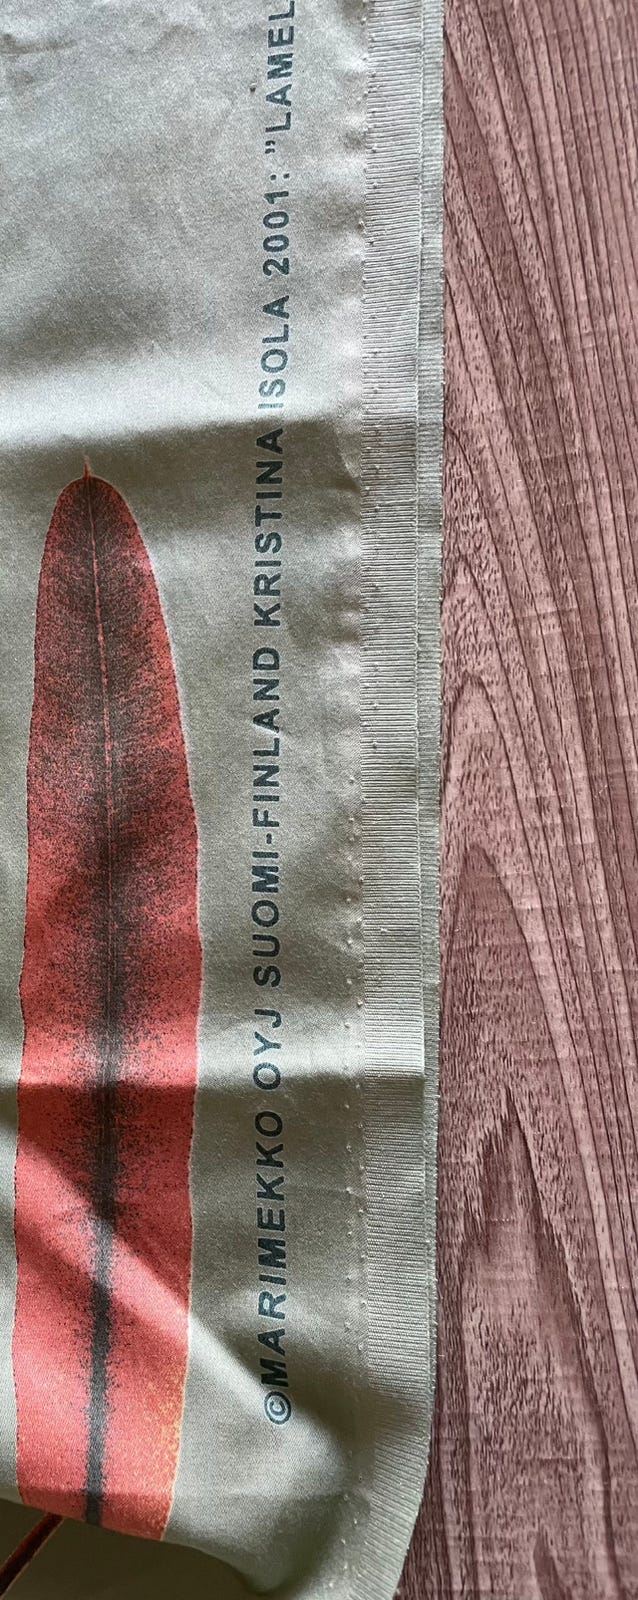 ©MARIMEKKO OYJ SUOMI-FINLAND KRISTINA ISOLA 2001: "LAMEL